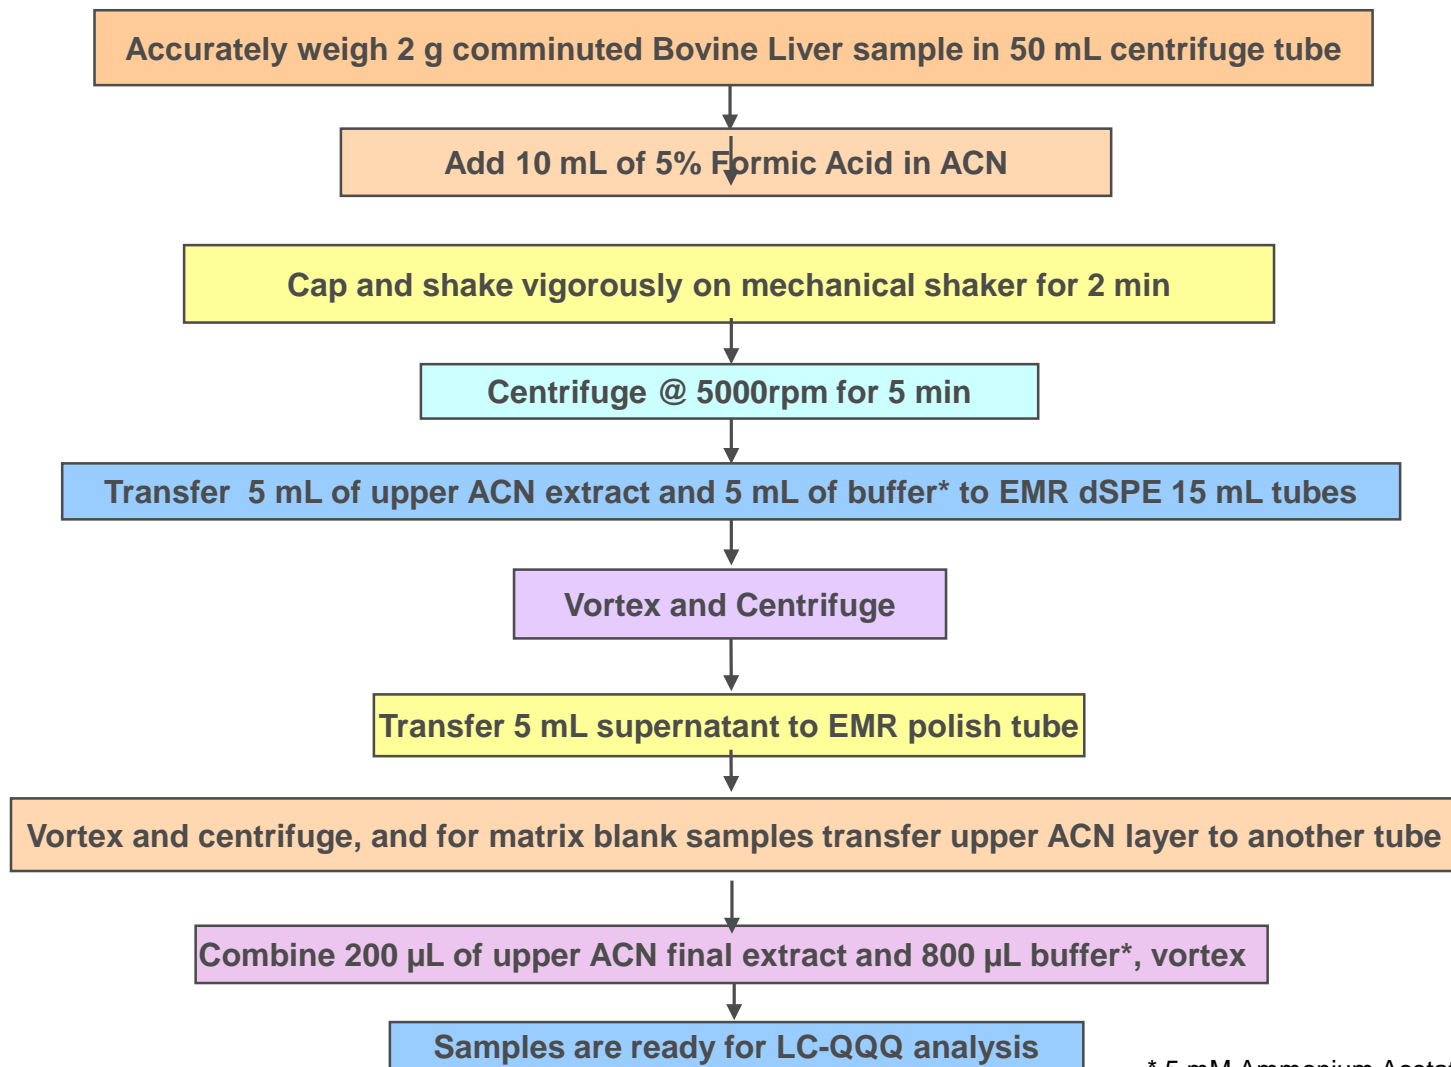 Accurately weigh 2 g comminuted Bovine Liver sample in 50 mL centrifuge tube
Add 10 mL of 5% Formic Acid in ACN
Cap and shake vigorously on mechanical shaker for 2 min
Centrifuge @ 5000rpm for 5 min
Transfer 5 mL of upper ACN extract and 5 mL of buffer* to EMR dSPE 15 mL tubes
Vortex and Centrifuge
Transfer 5 mL supernatant to EMR polish tube
Vortex and centrifuge, and for matrix blank samples transfer upper ACN layer to another tube
Combine 200 µL of upper ACN final extract and 800 µL buffer*, vortex
Samples are ready for LC-QQQ analysis
* 5 mM Ammonium